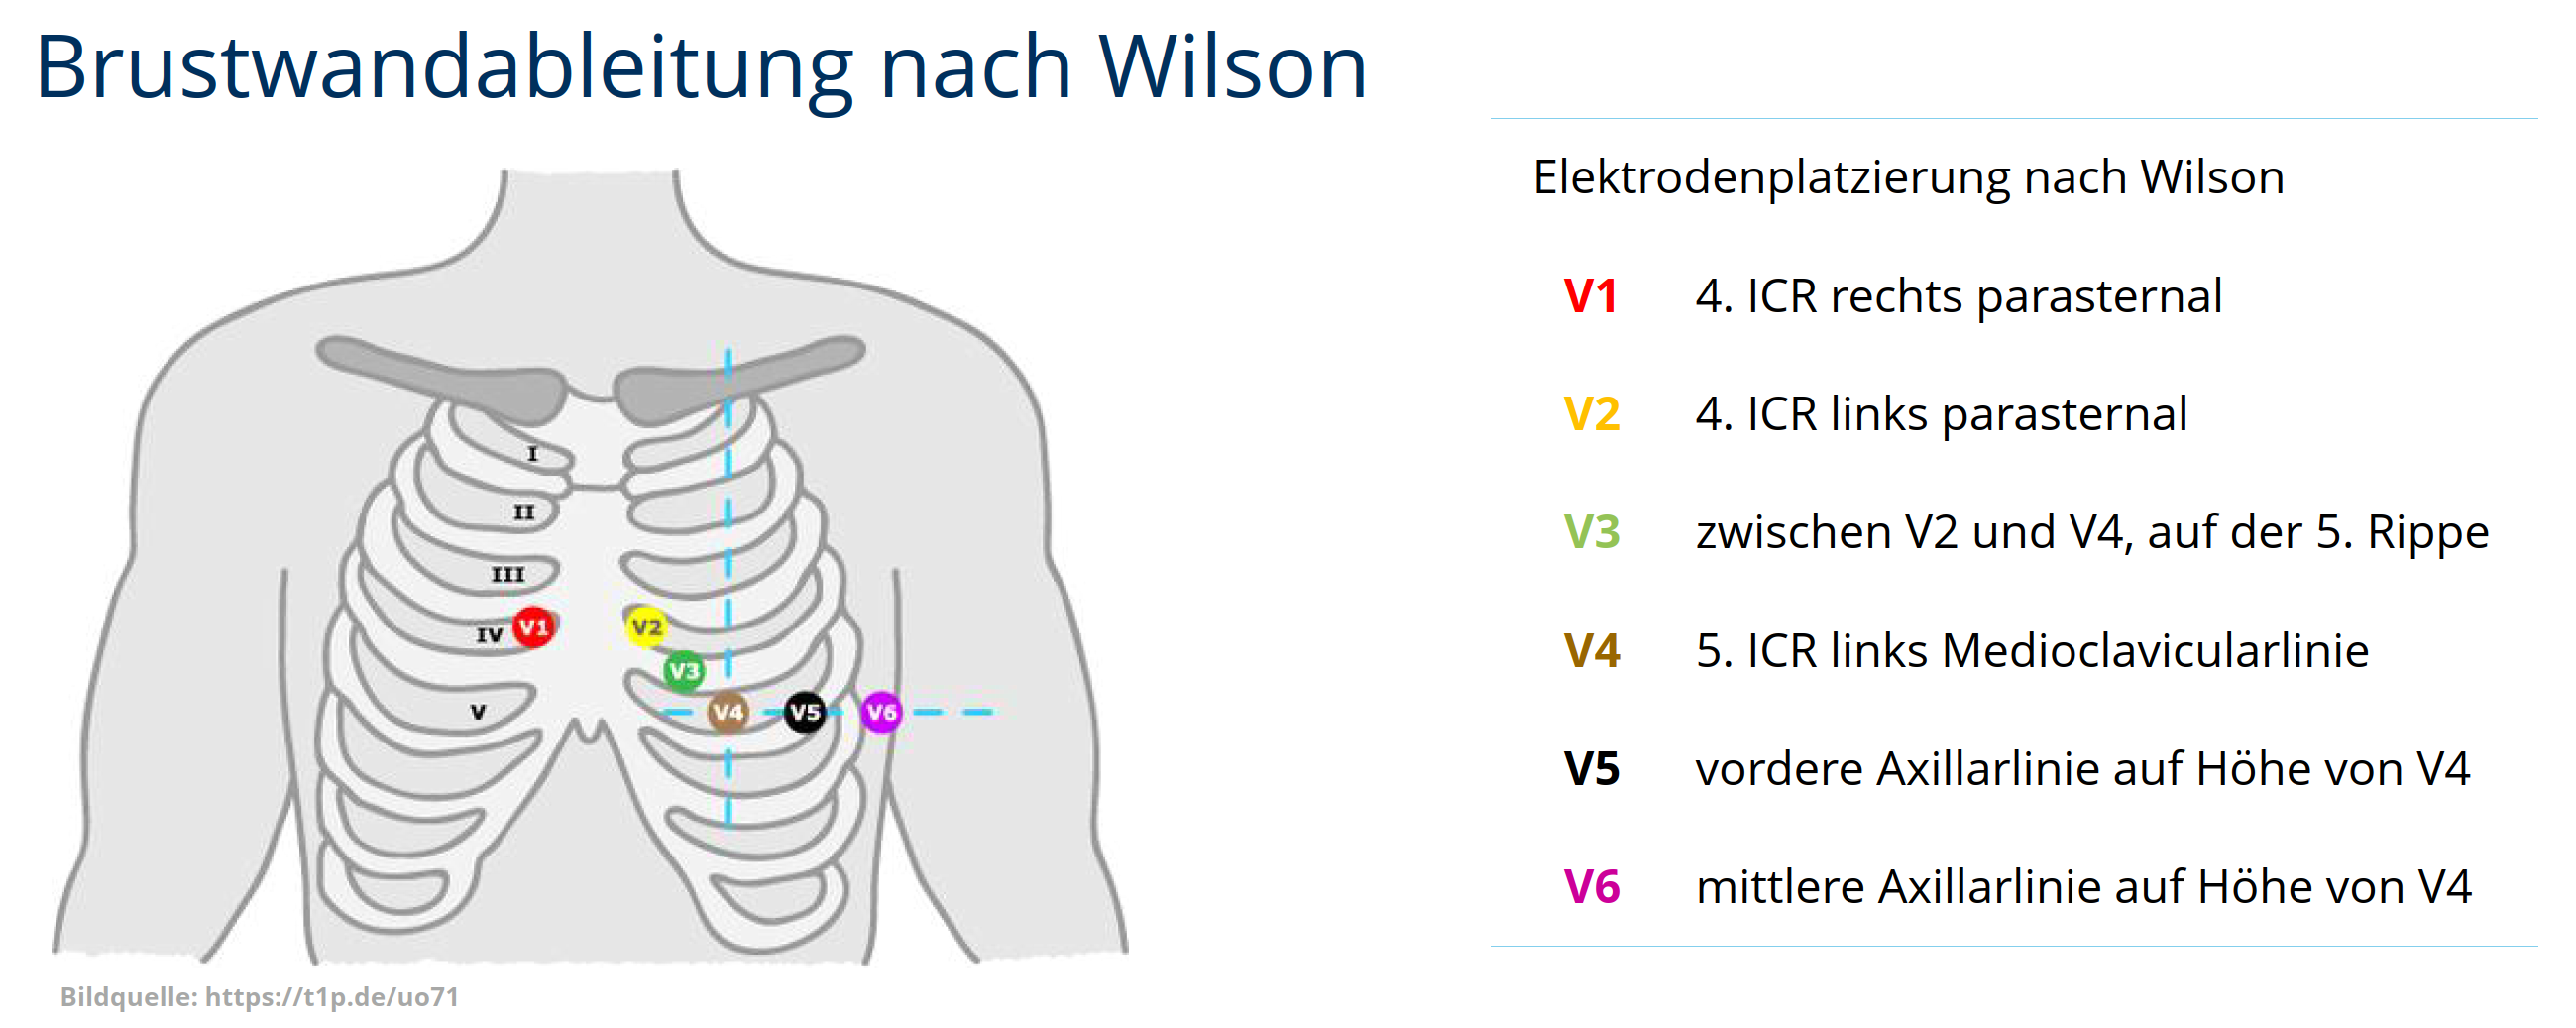 Brustwandableitung nach Wilson
Elektrodenplatzierung nach Wilson
V1 4. ICR rechts parasternal
V2 4. ICR links parasternal
V3 zwischen V2 und V4, auf der 5. Rippe
V4 5. ICR links Medioclavicularlinie
V5 vordere Axillarlinie auf Höhe von V4
V6 mittlere Axillarlinie auf Höhe von V4
I
II
III
IV V1 V2
V3
V V4 V5 V6
Bildquelle: https://t1p.de/uo71